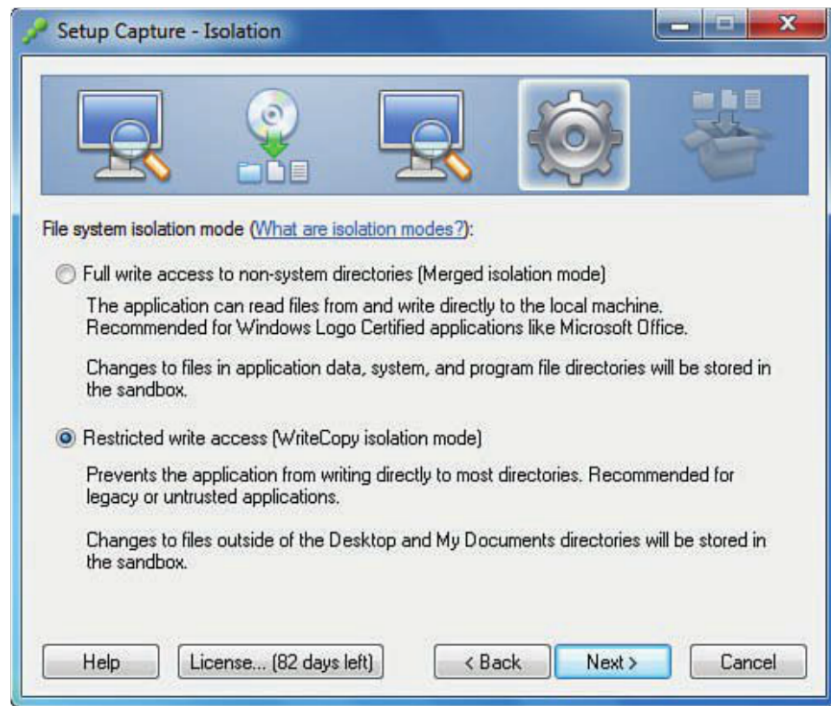 Setup Capture - Isolation
File system isolation mode (What are isolation modes?):
Full write access to non-system directories (Merged isolation mode)
The application can read files from and write directly to the local machine.
Recommended for Windows Logo Certified applications like Microsoft Office.
Changes to files in application data, system, and program file directories will be stored in
the sandbox.
Restricted write access (WriteCopy isolation mode)
Prevents the application from writing directly to most directories. Recommended for
legacy or untrusted applications.
Changes to files outside of the Desktop and My Documents directories will be stored in
the sandbox.
Help License... (82 days left) < Back Next > Cancel